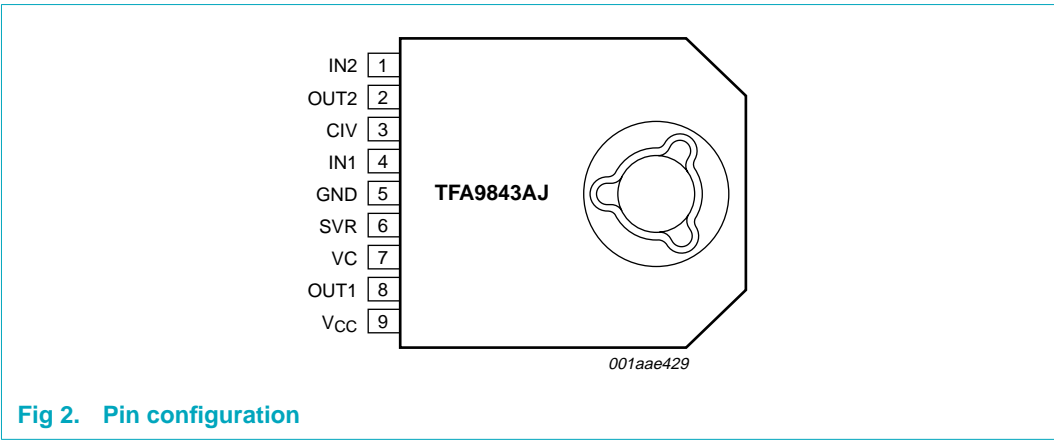 IN2 1
OUT2 2
CIV 3
IN1 4
GND 5
SVR 6
VC 7
OUT1 8
VCC 9
TFA9843AJ
001aae429
Fig 2. Pin configuration